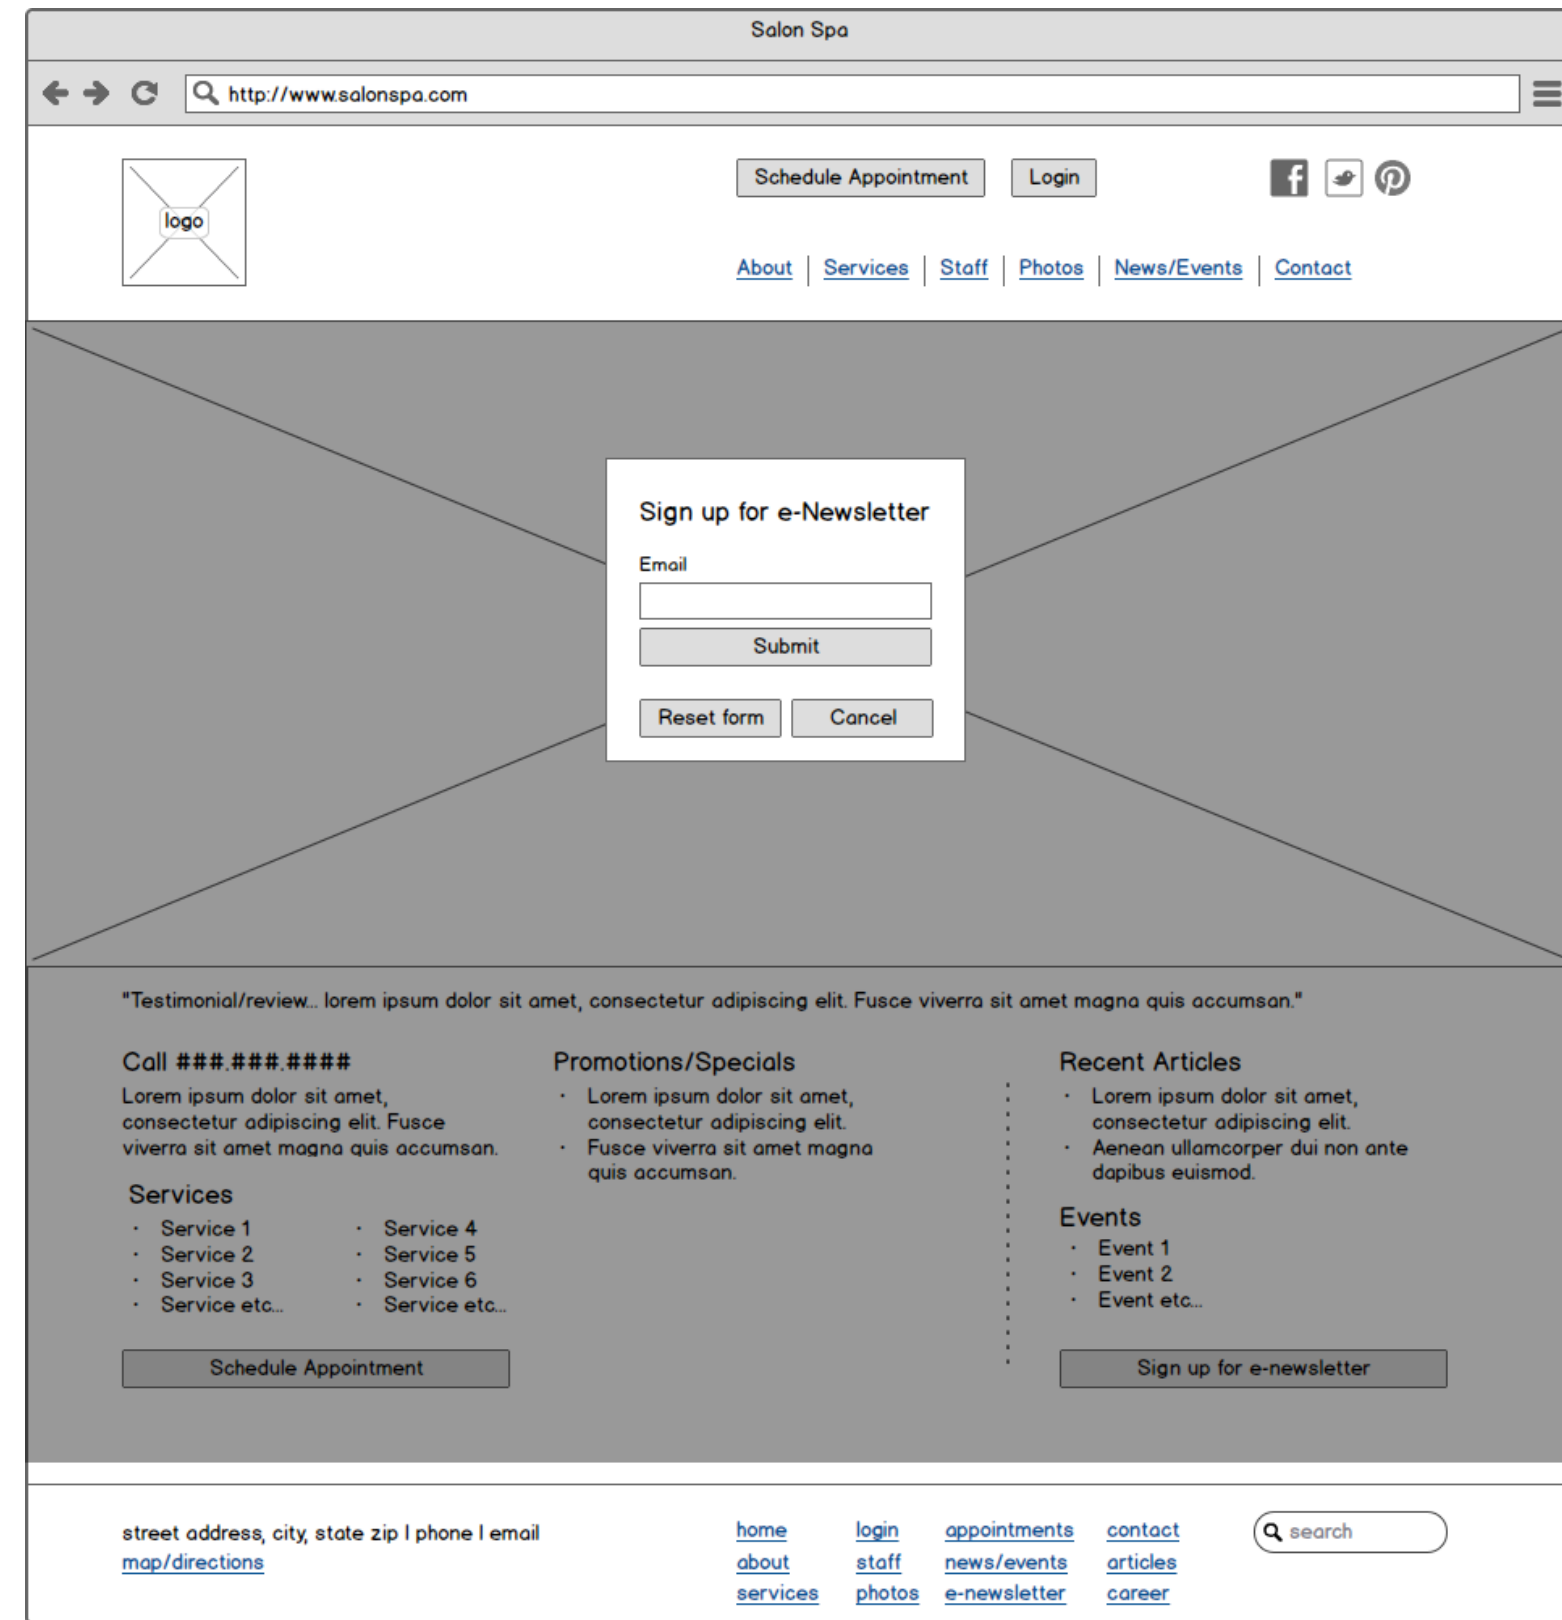 Salon Spa
http://www.salonspa.com
logo
Schedule Appointment
Login
About
Services
Staff
Photos
News/Events
Contact
Sign up for e-Newsletter
Email
Submit
Reset form
Cancel
"Testimonial/review... lorem ipsum dolor sit amet, consectetur adipiscing elit. Fusce viverra sit amet magna quis accumsan."
Call ###.###.####
Lorem ipsum dolor sit amet,
consectetur adipiscing elit. Fusce
viverra sit amet magna quis accumsan.
Services
· Service 1
· Service 2
· Service 3
· Service etc...
· Service 4
· Service 5
· Service 6
· Service etc...
Schedule Appointment
Promotions/Specials
· Lorem ipsum dolor sit amet,
consectetur adipiscing elit.
· Fusce viverra sit amet magna
quis accumsan.
Recent Articles
· Lorem ipsum dolor sit amet,
consectetur adipiscing elit.
· Aenean ullamcorper dui non ante
dapibus euismod.
Events
· Event 1
· Event 2
· Event etc...
Sign up for e-newsletter
street address, city, state zip | phone | email
map/directions
home
about
services
login
staff
photos
appointments
news/events
e-newsletter
contact
articles
career
search